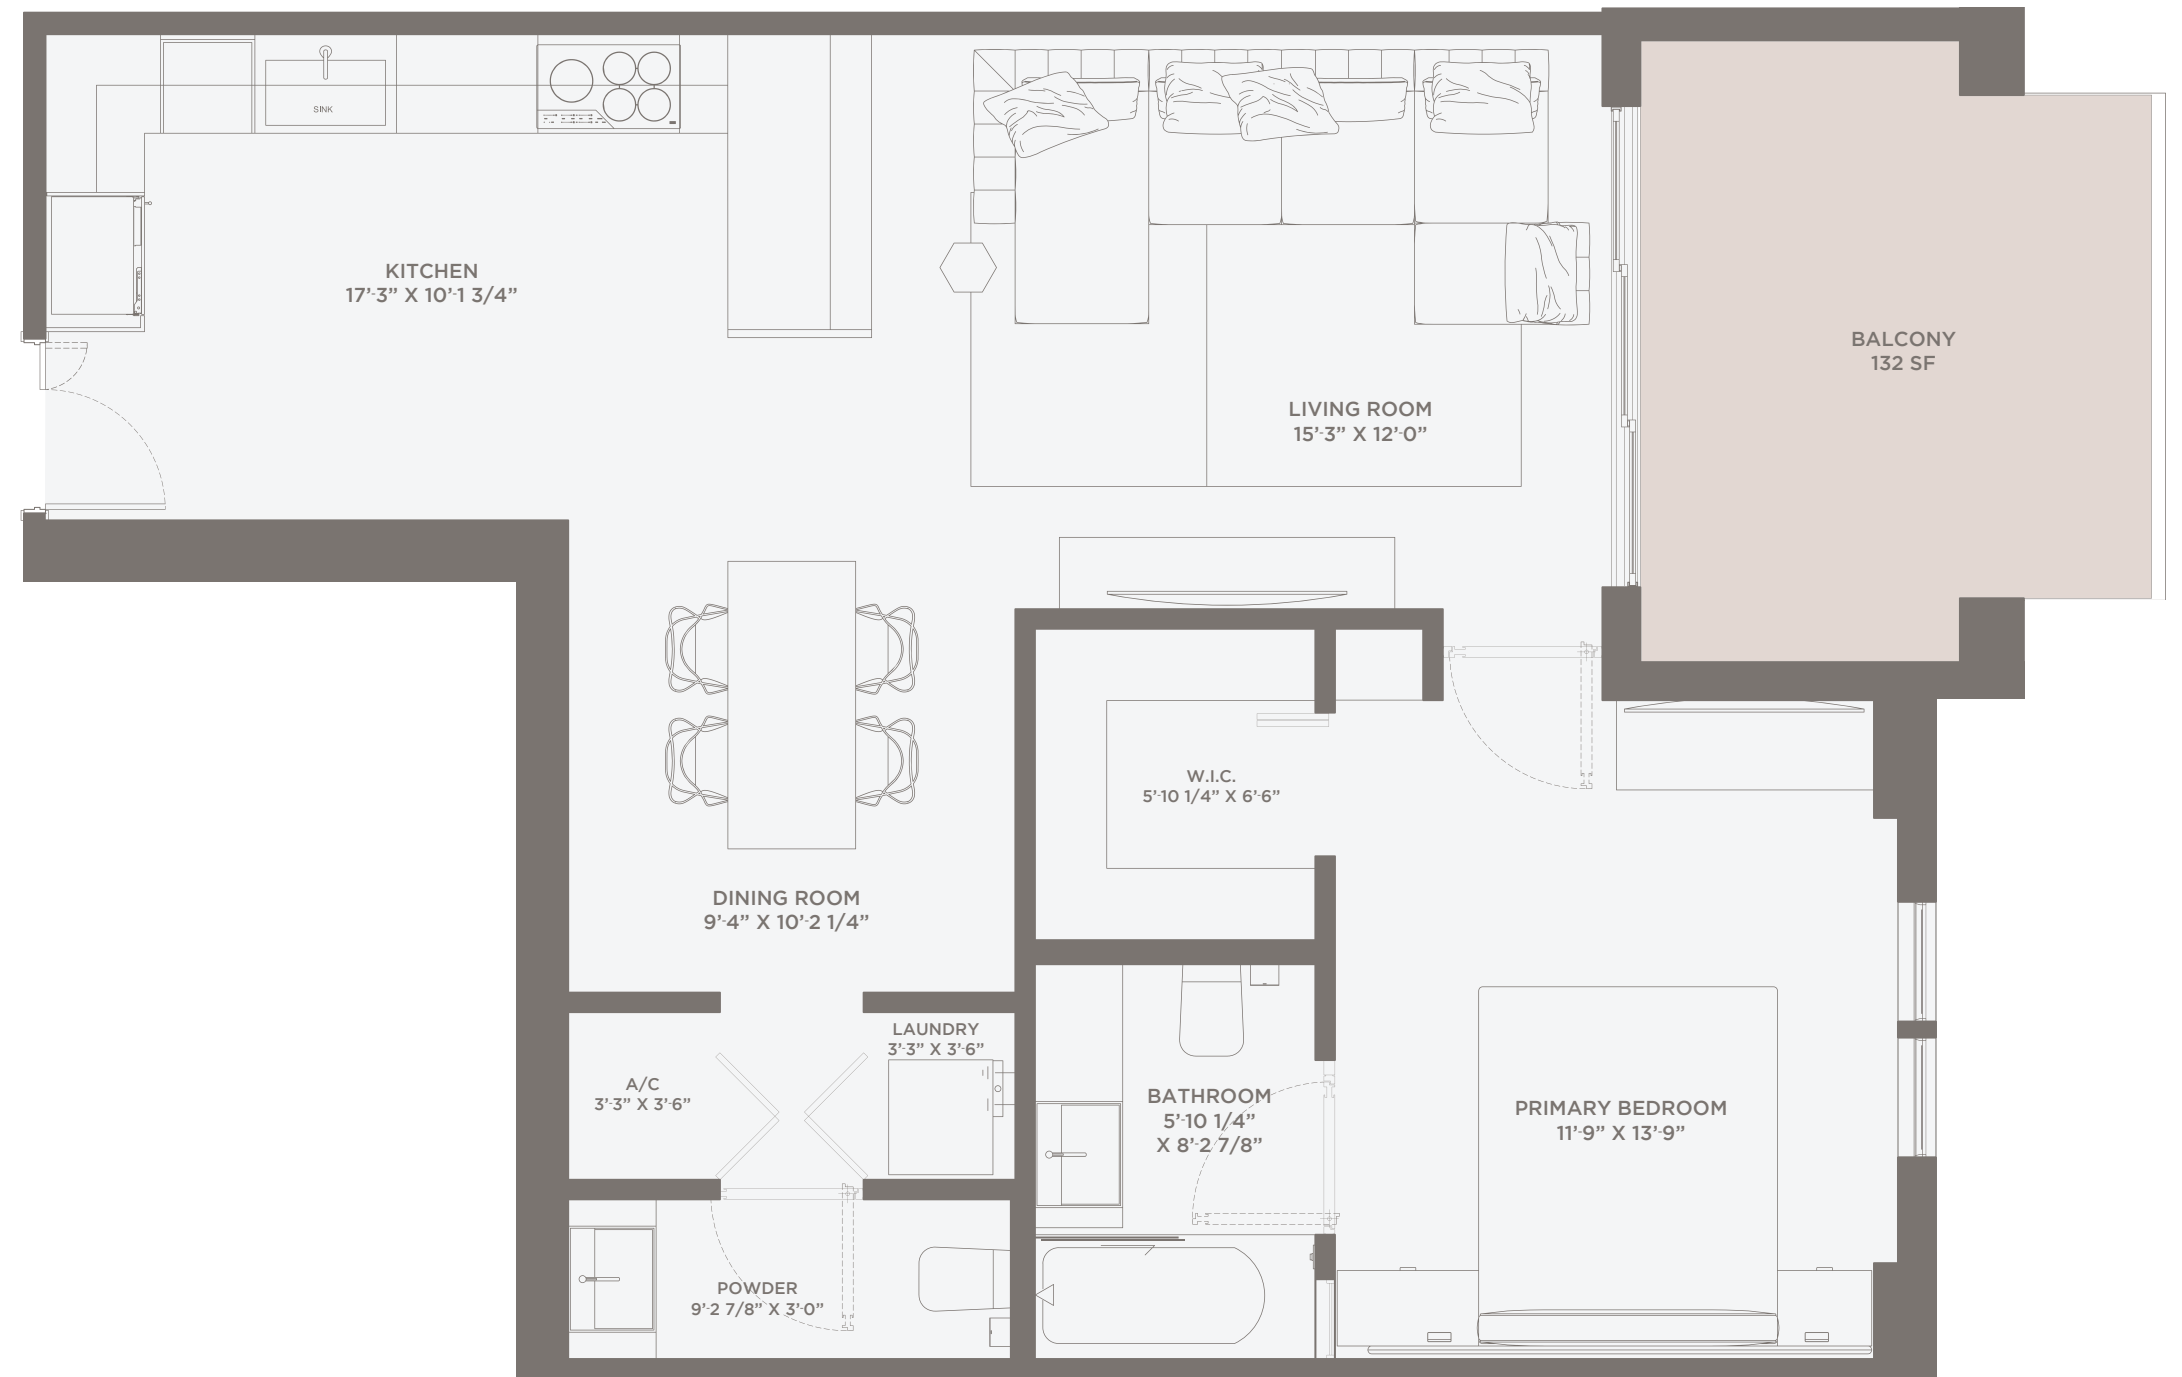 SINK
KITCHEN
17’-3” X 10’-1 3/4”
BALCONY
132 SF
LIVING ROOM
15’-3” X 12’-0”
W.I.C.
5’-10 1/4” X 6’-6”
DINING ROOM
9’-4” X 10’-2 1/4”
LAUNDRY
3’-3” X 3’-6”
A/C
3’-3” X 3’-6”
BATHROOM
5’-10 1/4”
X 8’-2 7/8”
PRIMARY BEDROOM
11’-9” X 13’-9”
POWDER
9’-2 7/8” X 3’-0”